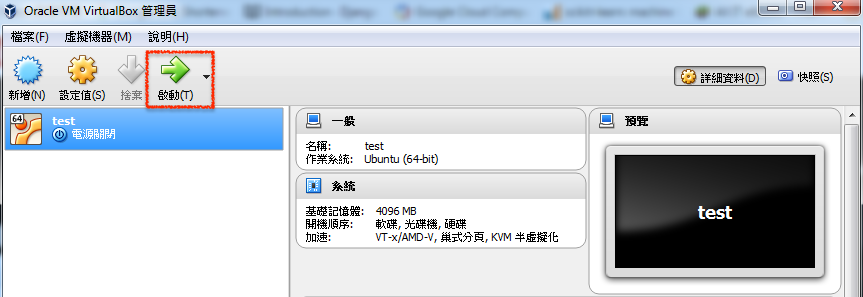 Oracle VM VirtualBox 管理員
檔案(F) 虛擬機器(M) 說明(H)
新增(N) 設定值(S) 捨棄 啟動(T) 詳細資料(D) 快照(S)
64 test
電源關閉
一般
名稱: test
作業系統: Ubuntu (64-bit)
系統
基礎記憶體: 4096 MB
開機順序: 軟碟, 光碟機, 硬碟
加速: VT-x/AMD-V, 巢式分頁, KVM 半虛擬化
預覽
test